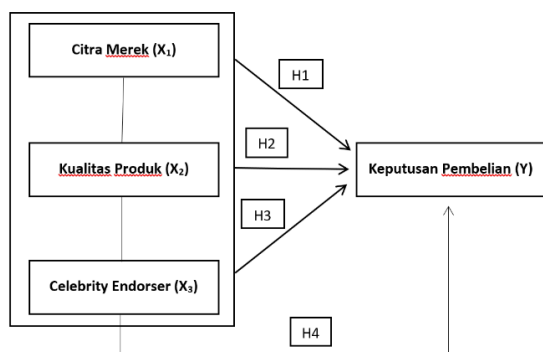 Citra Merek (X₁)
H1
H2
Kualitas Produk (X₂)
Keputusan Pembelian (Y)
H3
Celebrity Endorser (X₃)
H4